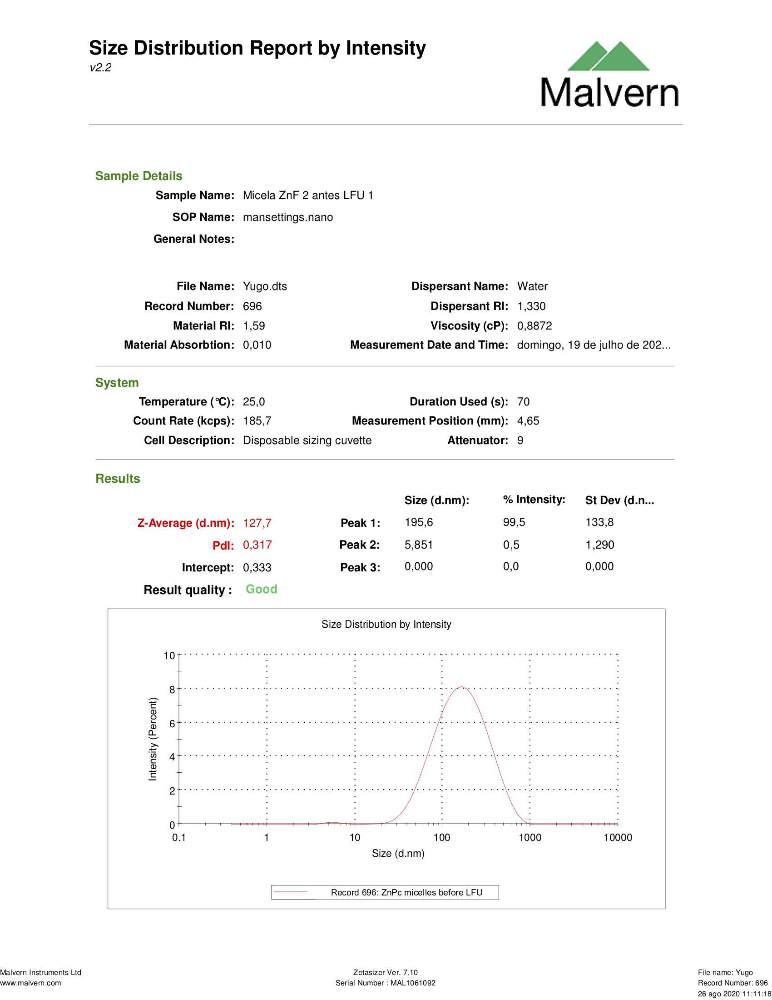 Size Distribution Report by Intensity
v2.2
Malvern
Sample Details
Sample Name: Micela ZnF 2 antes LFU 1
SOP Name: mansettings.nano
General Notes:
File Name: Yugo.dts Dispersant Name: Water
Record Number: 696 Dispersant RI: 1,330
Material RI: 1,59 Viscosity (cP): 0,8872
Material Absorbtion: 0,010 Measurement Date and Time: domingo, 19 de julho de 202...
System
Temperature (°C): 25,0 Duration Used (s): 70
Count Rate (kcps): 185,7 Measurement Position (mm): 4,65
Cell Description: Disposable sizing cuvette Attenuator: 9
Results
Size (d.nm): % Intensity: St Dev (d.n...
Z-Average (d.nm): 127,7 Peak 1: 195,6 99,5 133,8
PdI: 0,317 Peak 2: 5,851 0,5 1,290
Intercept: 0,333 Peak 3: 0,000 0,0 0,000
Result quality : Good
Size Distribution by Intensity
Intensity (Percent)
10
8
6
4
2
0
0.1 1 10 100 1000 10000
Size (d.nm)
Record 696: ZnPc micelles before LFU
Malvern Instruments Ltd Zetasizer Ver. 7.10 File name: Yugo
www.malvern.com Serial Number : MAL1061092 Record Number: 696
26 ago 2020 11:11:18